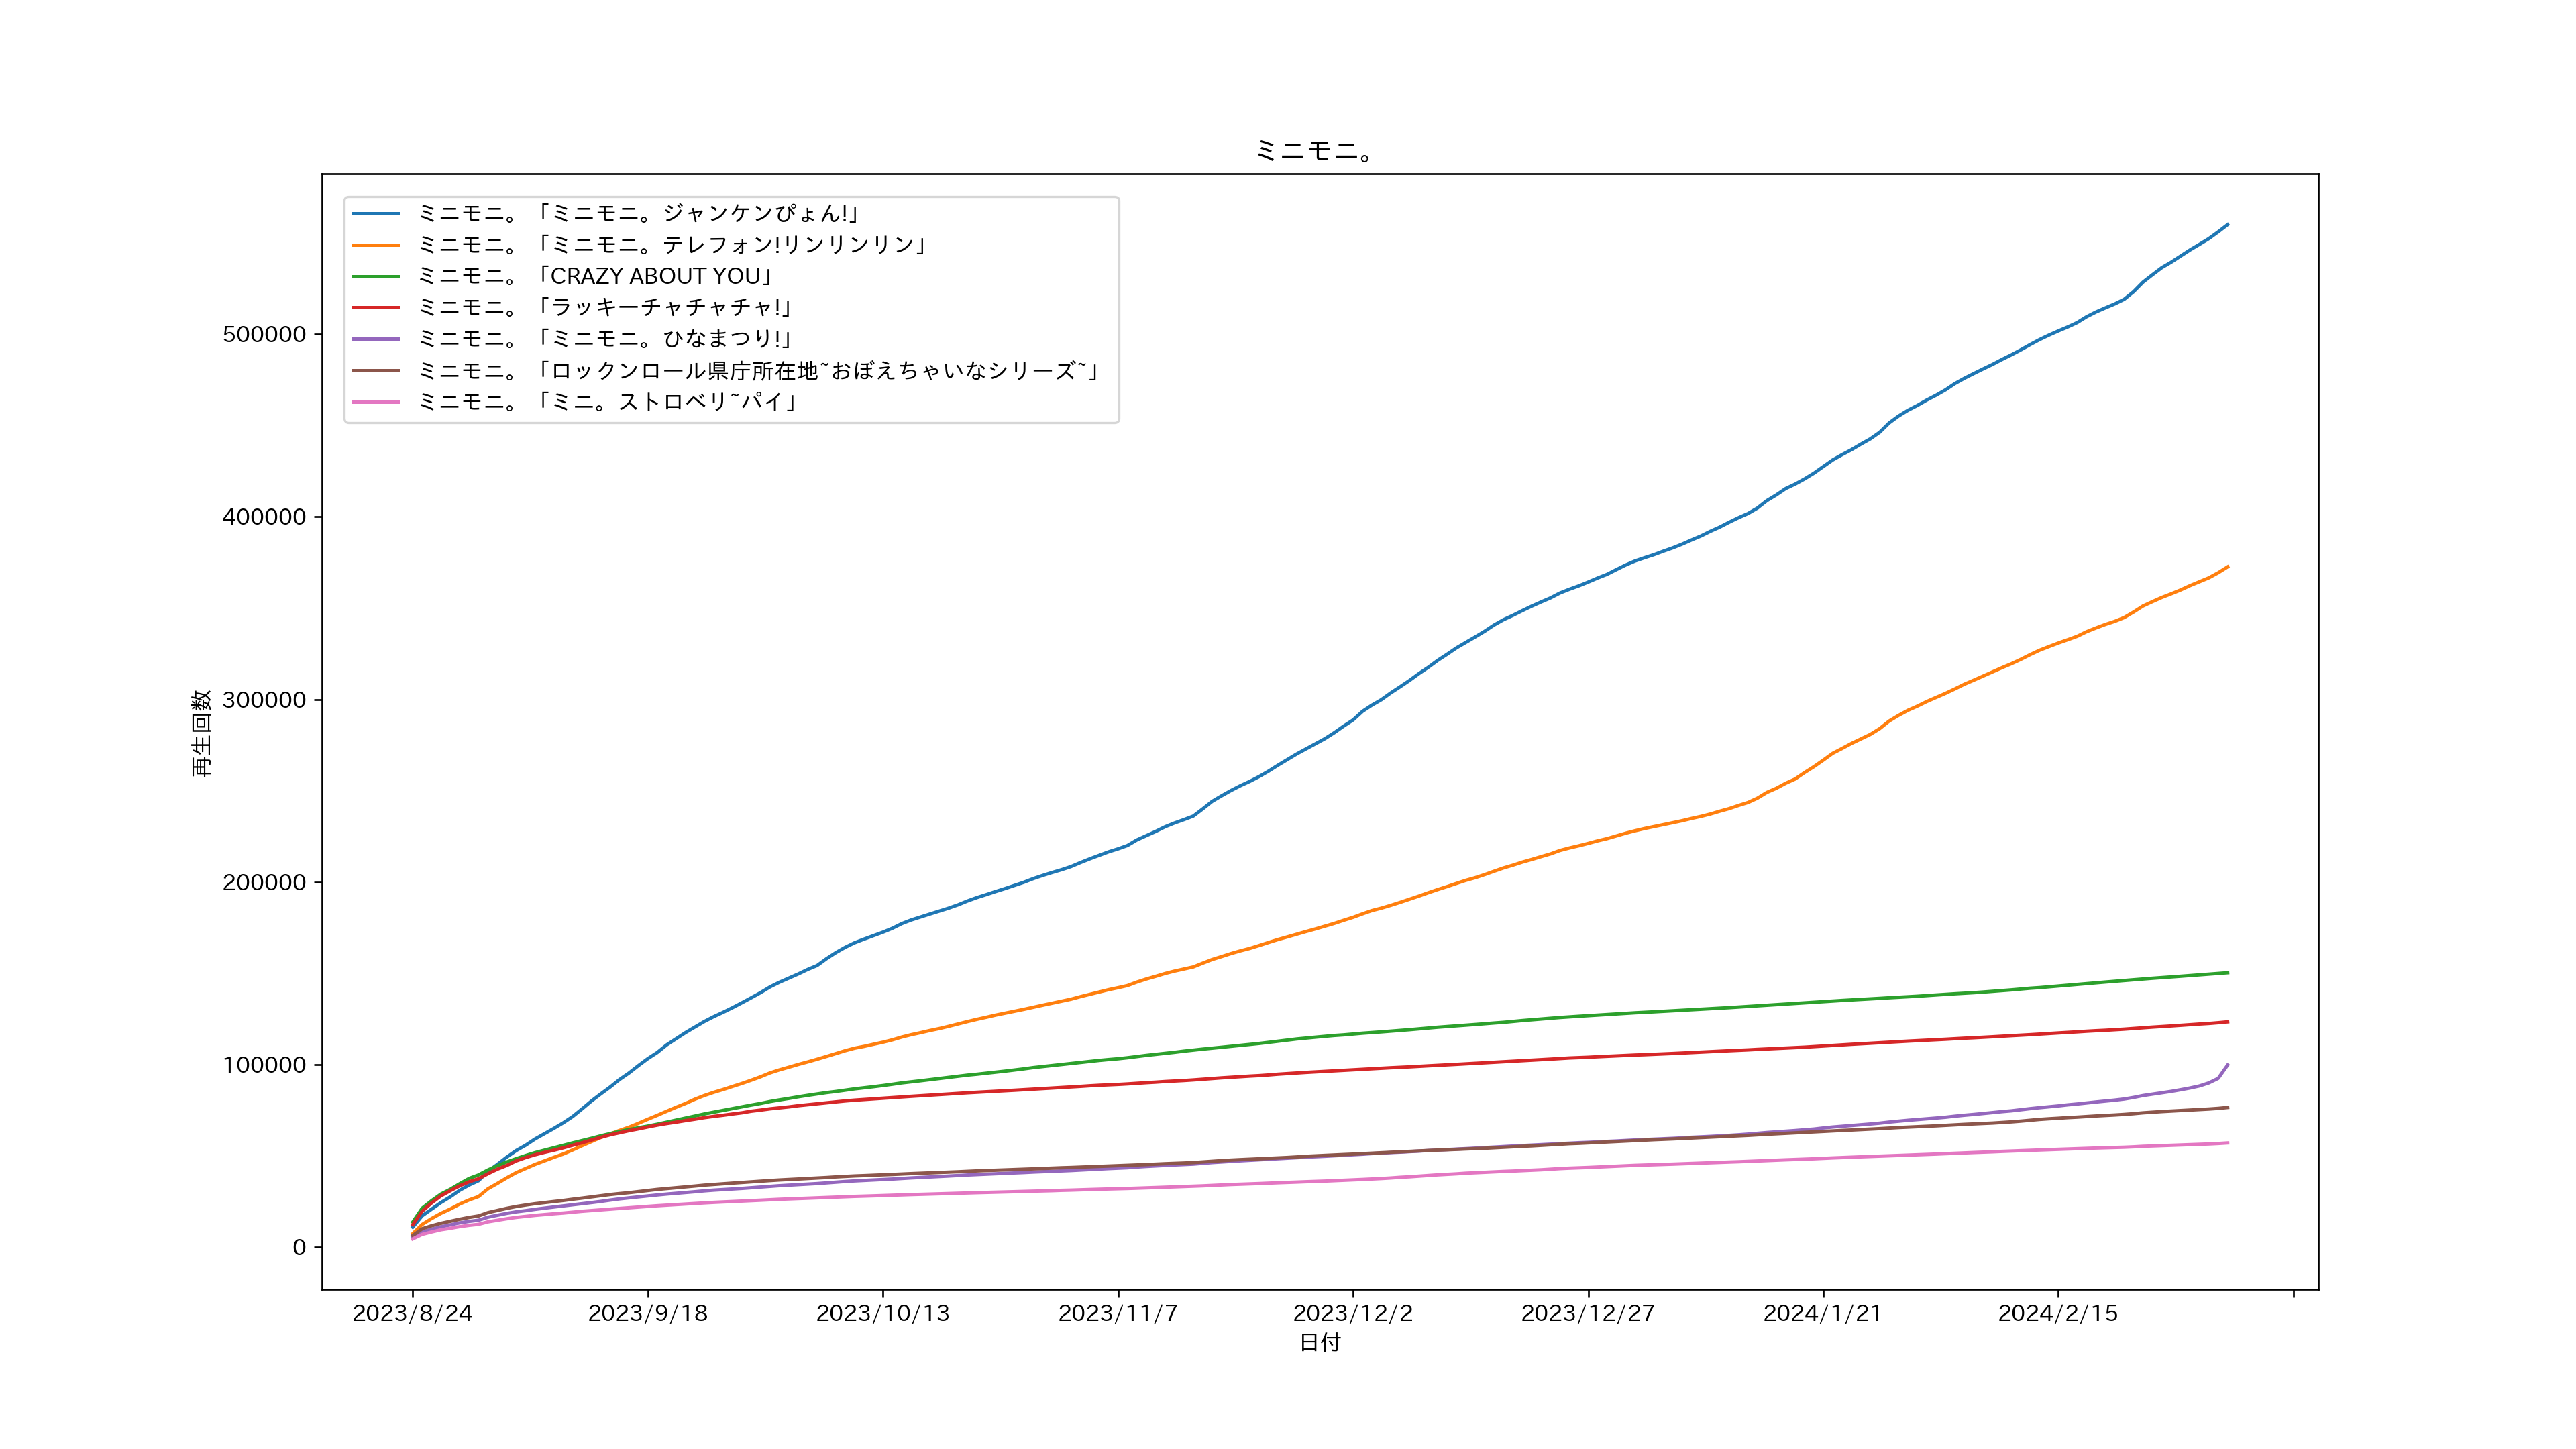 ミニモニ。
ミニモニ。「ミニモニ。ジャンケンぴょん!」
ミニモニ。「ミニモニ。テレフォン!リンリンリン」
ミニモニ。「CRAZY ABOUT YOU」
ミニモニ。「ラッキーチャチャチャ!」
ミニモニ。「ミニモニ。ひなまつり!」
ミニモニ。「ロックンロール県庁所在地~おぼえちゃいなシリーズ~」
ミニモニ。「ミニ。ストロベリ~パイ」
再生回数
500000
400000
300000
200000
100000
0
2023/8/24 2023/9/18 2023/10/13 2023/11/7 2023/12/2 2023/12/27 2024/1/21 2024/2/15
日付